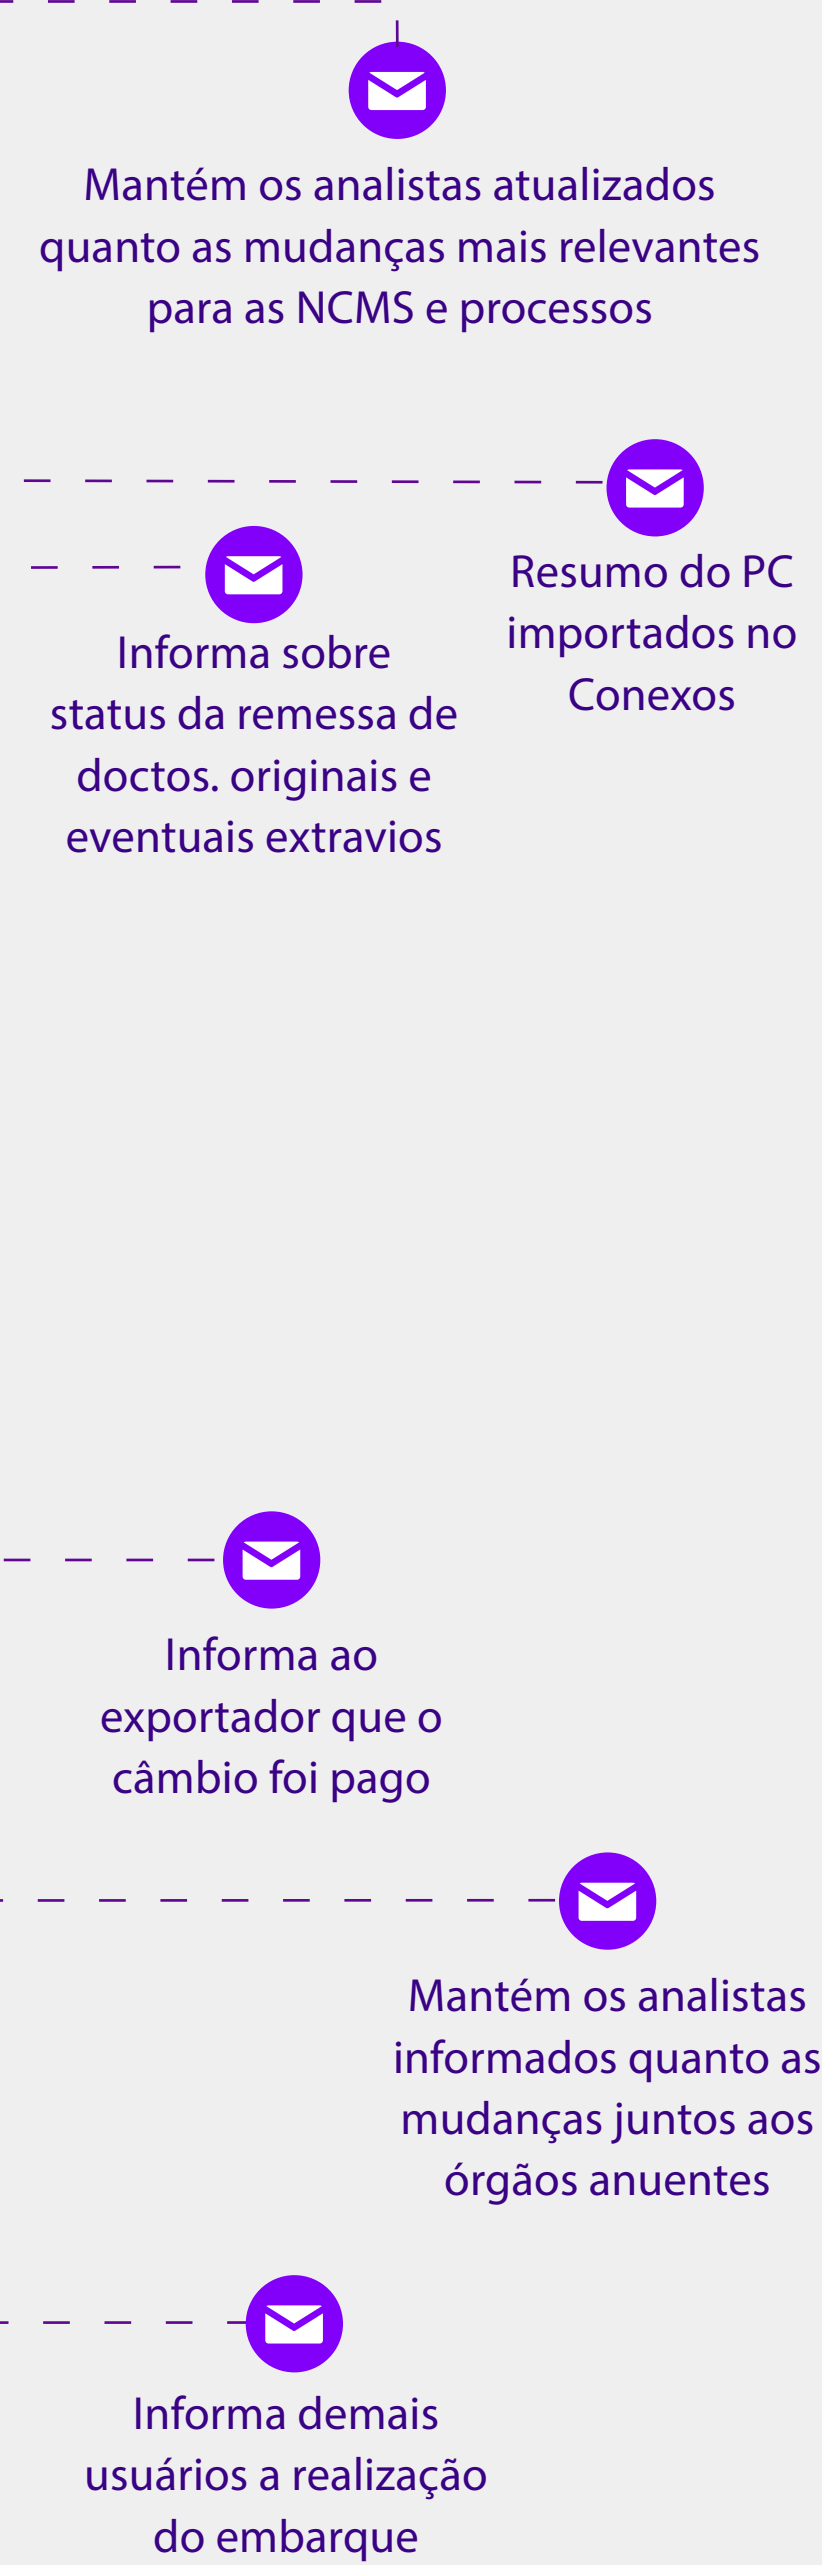 Mantém os analistas atualizados
quanto as mudanças mais relevantes
para as NCMS e processos
Resumo do PC
importados no
Conexos
Informa sobre
status da remessa de
doctos. originais e
eventuais extravios
Informa ao
exportador que o
câmbio foi pago
Mantém os analistas
informados quanto as
mudanças juntos aos
órgãos anuentes
Informa demais
usuários a realização
do embarque